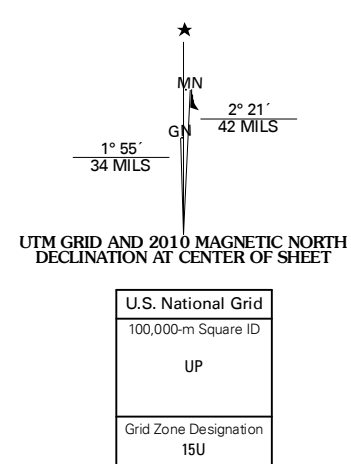 ★
MN
GN
2° 21´
42 MILS
1° 55´
34 MILS
UTM GRID AND 2010 MAGNETIC NORTH
DECLINATION AT CENTER OF SHEET
U.S. National Grid
100,000-m Square ID
UP
Grid Zone Designation
15U